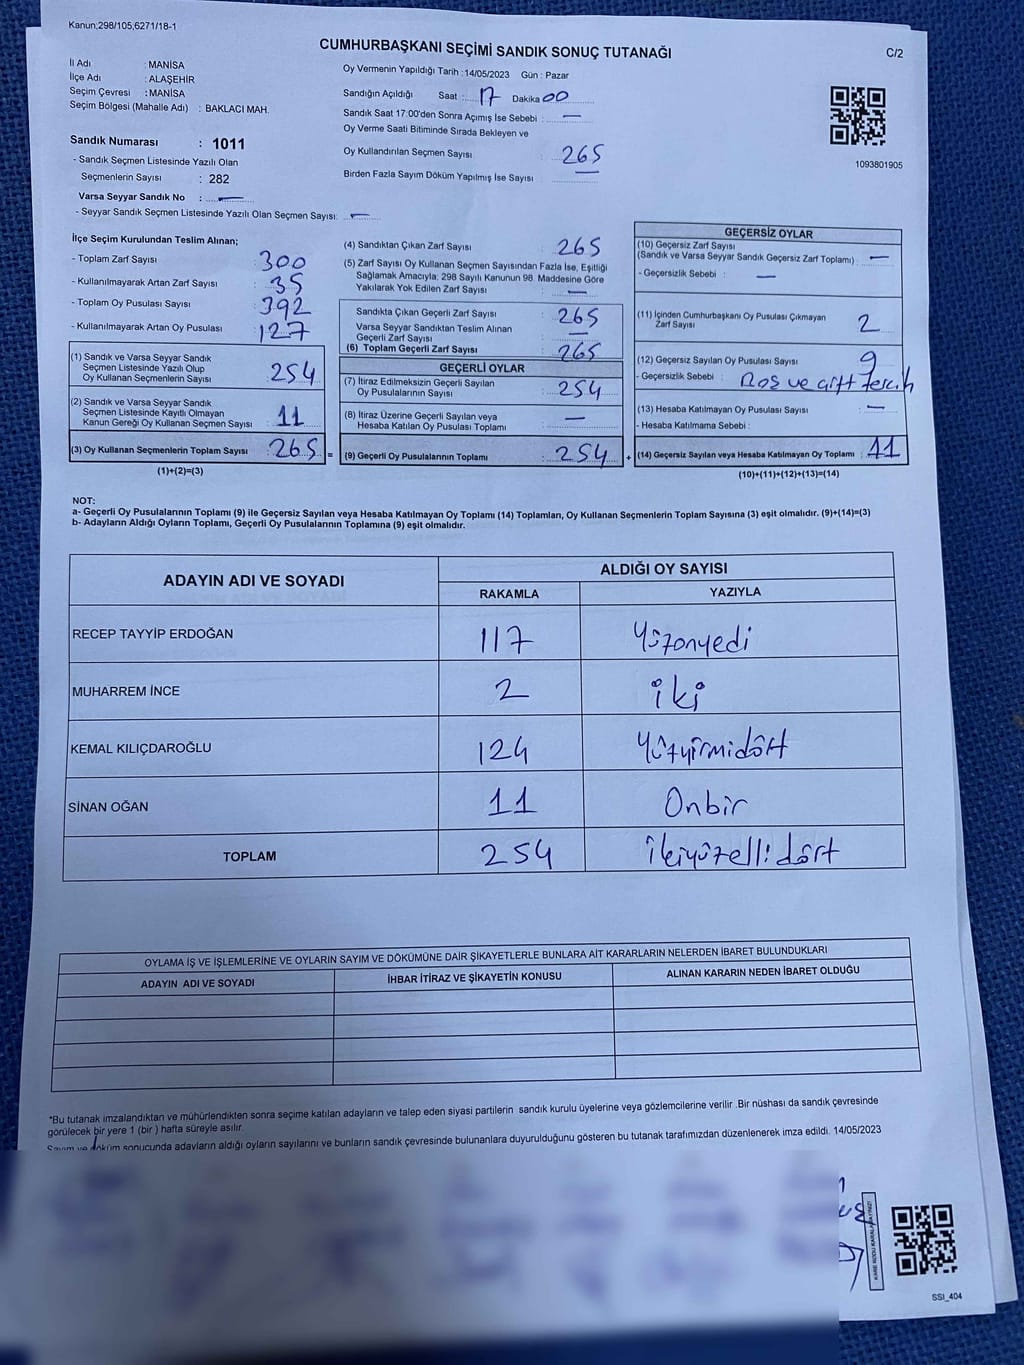 Kanun;298/105;6271/18-1
CUMHURBAŞKANI SEÇİMİ SANDIK SONUÇ TUTANAĞI
C/2
İl Adı : MANİSA
İlçe Adı : ALAŞEHİR
Seçim Çevresi : MANİSA
Seçim Bölgesi (Mahalle Adı) : BAKLACI MAH.
Sandık Numarası : 1011
- Sandık Seçmen Listesinde Yazılı Olan
Seçmenlerin Sayısı : 282
Varsa Seyyar Sandık No : —
- Seyyar Sandık Seçmen Listesinde Yazılı Olan Seçmen Sayısı: —
Oy Vermenin Yapıldığı Tarih :14/05/2023 Gün : Pazar
Sandığın Açıldığı Saat : 17 Dakika 00
Sandık Saat 17:00'den Sonra Açımış İse Sebebi : —
Oy Verme Saati Bitiminde Sırada Bekleyen ve
Oy Kullandırılan Seçmen Sayısı : 265
Birden Fazla Sayım Döküm Yapılmış İse Sayısı : —
1093801905
İlçe Seçim Kurulundan Teslim Alınan;
- Toplam Zarf Sayısı : 300
- Kullanılmayarak Artan Zarf Sayısı : 35
- Toplam Oy Pusulası Sayısı : 392
- Kullanılmayarak Artan Oy Pusulası : 127
(1) Sandık ve Varsa Seyyar Sandık
Seçmen Listesinde Yazılı Olup
Oy Kullanan Seçmenlerin Sayısı : 254
(2) Sandık ve Varsa Seyyar Sandık
Seçmen Listesinde Kayıtlı Olmayan
Kanun Gereği Oy Kullanan Seçmen Sayısı : 11
(3) Oy Kullanan Seçmenlerin Toplam Sayısı : 265 =
(1)+(2)=(3)
(4) Sandıktan Çıkan Zarf Sayısı : 265
(5) Zarf Sayısı Oy Kullanan Seçmen Sayısından Fazla İse, Eşitliği
Sağlamak Amacıyla; 298 Sayılı Kanunun 98. Maddesine Göre
Yakılarak Yok Edilen Zarf Sayısı : —
Sandıkta Çıkan Geçerli Zarf Sayısı : 265
Varsa Seyyar Sandıktan Teslim Alınan
Geçerli Zarf Sayısı : —
(6) Toplam Geçerli Zarf Sayısı : 265
GEÇERLİ OYLAR
(7) İtiraz Edilmeksizin Geçerli Sayılan
Oy Pusulalarının Sayısı : 254
(8) İtiraz Üzerine Geçerli Sayılan veya
Hesaba Katılan Oy Pusulası Toplamı : —
(9) Geçerli Oy Pusulalarının Toplamı : 254 +
GEÇERSİZ OYLAR
(10) Geçersiz Zarf Sayısı
(Sandık ve Varsa Seyyar Sandık Geçersiz Zarf Toplamı) : —
- Geçersizlik Sebebi : —
(11) İçinden Cumhurbaşkanı Oy Pusulası Çıkmayan
Zarf Sayısı : 2
(12) Geçersiz Sayılan Oy Pusulası Sayısı : 9
- Geçersizlik Sebebi : Boş ve çift tercih
(13) Hesaba Katılmayan Oy Pusulası Sayısı : —
- Hesaba Katılmama Sebebi :
(14) Geçersiz Sayılan veya Hesaba Katılmayan Oy Toplamı : 11
(10)+(11)+(12)+(13)=(14)
NOT:
a- Geçerli Oy Pusulalarının Toplamı (9) ile Geçersiz Sayılan veya Hesaba Katılmayan Oy Toplamı (14) Toplamları, Oy Kullanan Seçmenlerin Toplam Sayısına (3) eşit olmalıdır. (9)+(14)=(3)
b- Adayların Aldığı Oyların Toplamı, Geçerli Oy Pusulalarının Toplamına (9) eşit olmalıdır.
ADAYIN ADI VE SOYADI
ALDIĞI OY SAYISI
RAKAMLA YAZIYLA
RECEP TAYYİP ERDOĞAN 117 Yüzonyedi
MUHARREM İNCE 2 iki
KEMAL KILIÇDAROĞLU 124 Yüzyirmidört
SİNAN OĞAN 11 Onbir
TOPLAM 254 ikiyüzellidört
OYLAMA İŞ VE İŞLEMLERİNE VE OYLARIN SAYIM VE DÖKÜMÜNE DAİR ŞİKAYETLERLE BUNLARA AİT KARARLARIN NELERDEN İBARET BULUNDUKLARI
ADAYIN ADI VE SOYADI İHBAR İTİRAZ VE ŞİKAYETİN KONUSU ALINAN KARARIN NEDEN İBARET OLDUĞU
*Bu tutanak imzalandıktan ve mühürlendikten sonra seçime katılan adayların ve talep eden siyasi partilerin sandık kurulu üyelerine veya gözlemcilerine verilir .Bir nüshası da sandık çevresinde
görülecek bir yere 1 (bir ) hafta süreyle asılır.
Sayım ve döküm sonucunda adayların aldığı oyların sayılarını ve bunların sandık çevresinde bulunanlara duyurulduğunu gösteren bu tutanak tarafımızdan düzenlenerek imza edildi. 14/05/2023
SSI_404